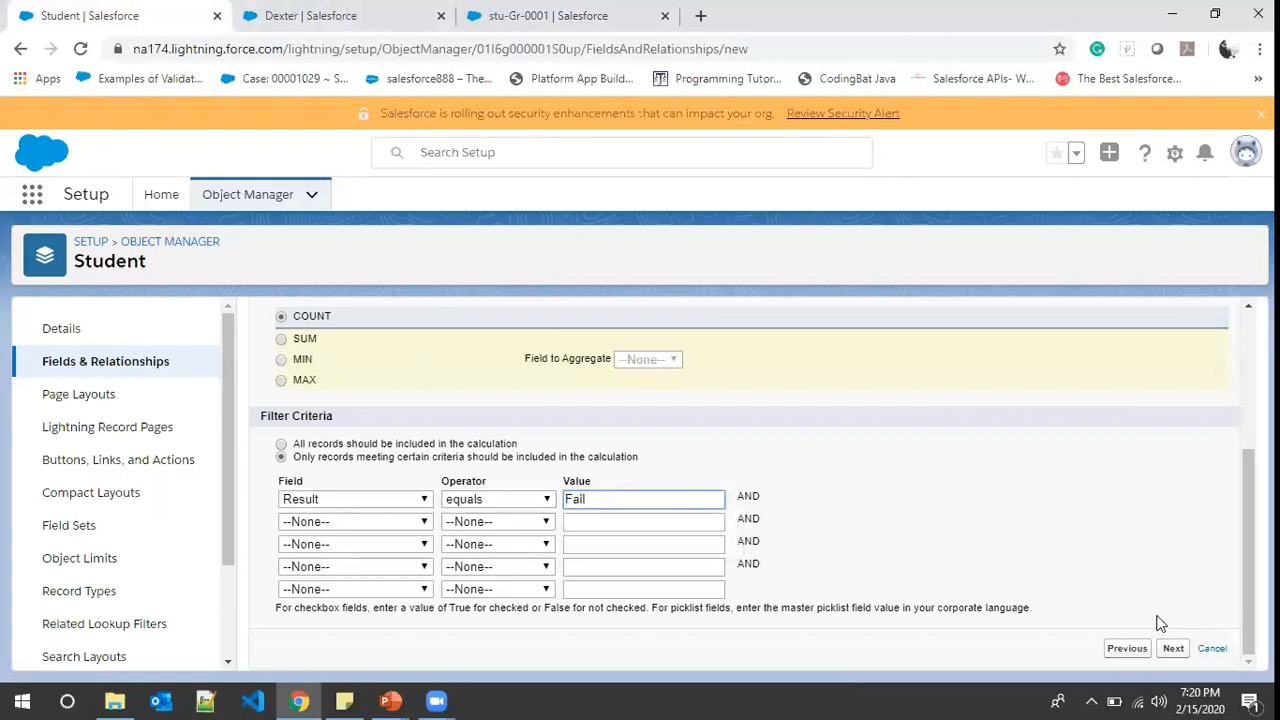 Student | Salesforce
Dexter | Salesforce
stu-Gr-0001 | Salesforce
na174.lightning.force.com/lightning/setup/ObjectManager/01I6g000001S0up/FieldsAndRelationships/new
Apps
Examples of Validat...
Case: 00001029 ~ S...
salesforce888 – The...
Platform App Build...
Programming Tutor...
CodingBat Java
Salesforce APIs- W...
The Best Salesforce...
Salesforce is rolling out security enhancements that can impact your org. Review Security Alert
Search Setup
Setup
Home
Object Manager
SETUP > OBJECT MANAGER
Student
Details
Fields & Relationships
Page Layouts
Lightning Record Pages
Buttons, Links, and Actions
Compact Layouts
Field Sets
Object Limits
Record Types
Related Lookup Filters
Search Layouts
COUNT
SUM
MIN
MAX
Field to Aggregate --None--
Filter Criteria
All records should be included in the calculation
Only records meeting certain criteria should be included in the calculation
Field Operator Value
Result equals Fail AND
--None-- --None-- AND
--None-- --None-- AND
--None-- --None-- AND
--None-- --None--
For checkbox fields, enter a value of True for checked or False for not checked. For picklist fields, enter the master picklist field value in your corporate language.
Previous Next Cancel
7:20 PM
2/15/2020
1